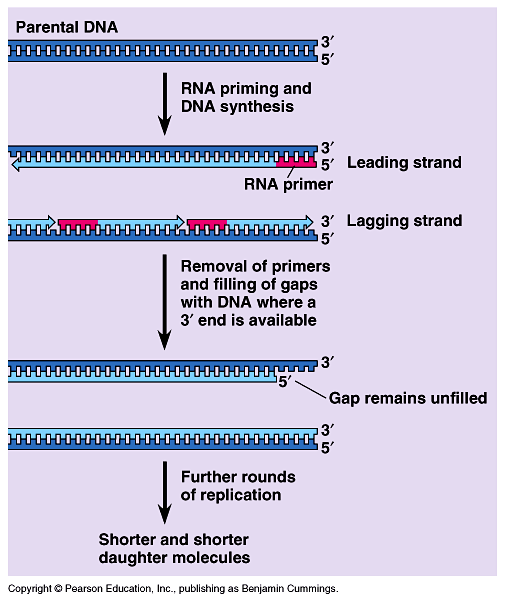 Parental DNA
3′
5′
RNA priming and
DNA synthesis
3′
5′
Leading strand
RNA primer
3′
5′
Lagging strand
Removal of primers
and filling of gaps
with DNA where a
3′ end is available
3′
5′
Gap remains unfilled
3′
5′
Further rounds
of replication
Shorter and shorter
daughter molecules
Copyright © Pearson Education, Inc., publishing as Benjamin Cummings.